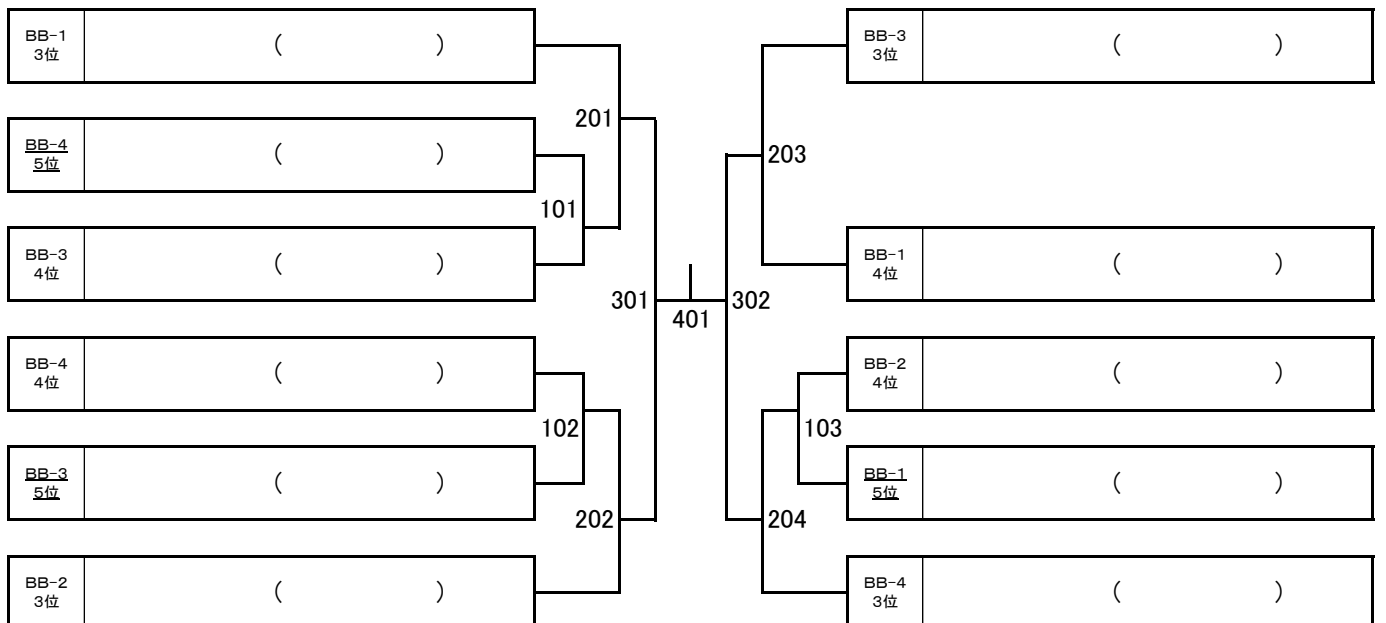 BB-1
3位
( )
BB-4
5位
( )
BB-3
4位
( )
BB-4
4位
( )
BB-3
5位
( )
BB-2
3位
( )
201
101
301
102
202
401
203
302
103
204
BB-3
3位
( )
BB-1
4位
( )
BB-2
4位
( )
BB-1
5位
( )
BB-4
3位
( )